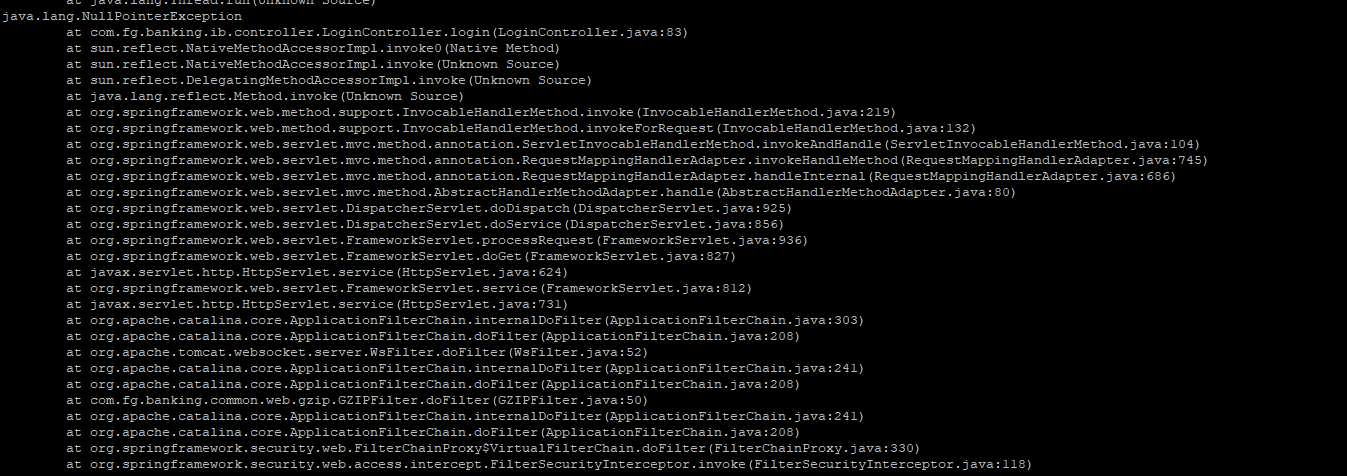 at java.lang.Thread.run(Unknown Source)
java.lang.NullPointerException
at com.fg.banking.ib.controller.LoginController.login(LoginController.java:83)
at sun.reflect.NativeMethodAccessorImpl.invoke0(Native Method)
at sun.reflect.NativeMethodAccessorImpl.invoke(Unknown Source)
at sun.reflect.DelegatingMethodAccessorImpl.invoke(Unknown Source)
at java.lang.reflect.Method.invoke(Unknown Source)
at org.springframework.web.method.support.InvocableHandlerMethod.invoke(InvocableHandlerMethod.java:219)
at org.springframework.web.method.support.InvocableHandlerMethod.invokeForRequest(InvocableHandlerMethod.java:132)
at org.springframework.web.servlet.mvc.method.annotation.ServletInvocableHandlerMethod.invokeAndHandle(ServletInvocableHandlerMethod.java:104)
at org.springframework.web.servlet.mvc.method.annotation.RequestMappingHandlerAdapter.invokeHandleMethod(RequestMappingHandlerAdapter.java:745)
at org.springframework.web.servlet.mvc.method.annotation.RequestMappingHandlerAdapter.handleInternal(RequestMappingHandlerAdapter.java:686)
at org.springframework.web.servlet.mvc.method.AbstractHandlerMethodAdapter.handle(AbstractHandlerMethodAdapter.java:80)
at org.springframework.web.servlet.DispatcherServlet.doDispatch(DispatcherServlet.java:925)
at org.springframework.web.servlet.DispatcherServlet.doService(DispatcherServlet.java:856)
at org.springframework.web.servlet.FrameworkServlet.processRequest(FrameworkServlet.java:936)
at org.springframework.web.servlet.FrameworkServlet.doGet(FrameworkServlet.java:827)
at javax.servlet.http.HttpServlet.service(HttpServlet.java:624)
at org.springframework.web.servlet.FrameworkServlet.service(FrameworkServlet.java:812)
at javax.servlet.http.HttpServlet.service(HttpServlet.java:731)
at org.apache.catalina.core.ApplicationFilterChain.internalDoFilter(ApplicationFilterChain.java:303)
at org.apache.catalina.core.ApplicationFilterChain.doFilter(ApplicationFilterChain.java:208)
at org.apache.tomcat.websocket.server.WsFilter.doFilter(WsFilter.java:52)
at org.apache.catalina.core.ApplicationFilterChain.internalDoFilter(ApplicationFilterChain.java:241)
at org.apache.catalina.core.ApplicationFilterChain.doFilter(ApplicationFilterChain.java:208)
at com.fg.banking.common.web.gzip.GZIPFilter.doFilter(GZIPFilter.java:50)
at org.apache.catalina.core.ApplicationFilterChain.internalDoFilter(ApplicationFilterChain.java:241)
at org.apache.catalina.core.ApplicationFilterChain.doFilter(ApplicationFilterChain.java:208)
at org.springframework.security.web.FilterChainProxy$VirtualFilterChain.doFilter(FilterChainProxy.java:330)
at org.springframework.security.web.access.intercept.FilterSecurityInterceptor.invoke(FilterSecurityInterceptor.java:118)